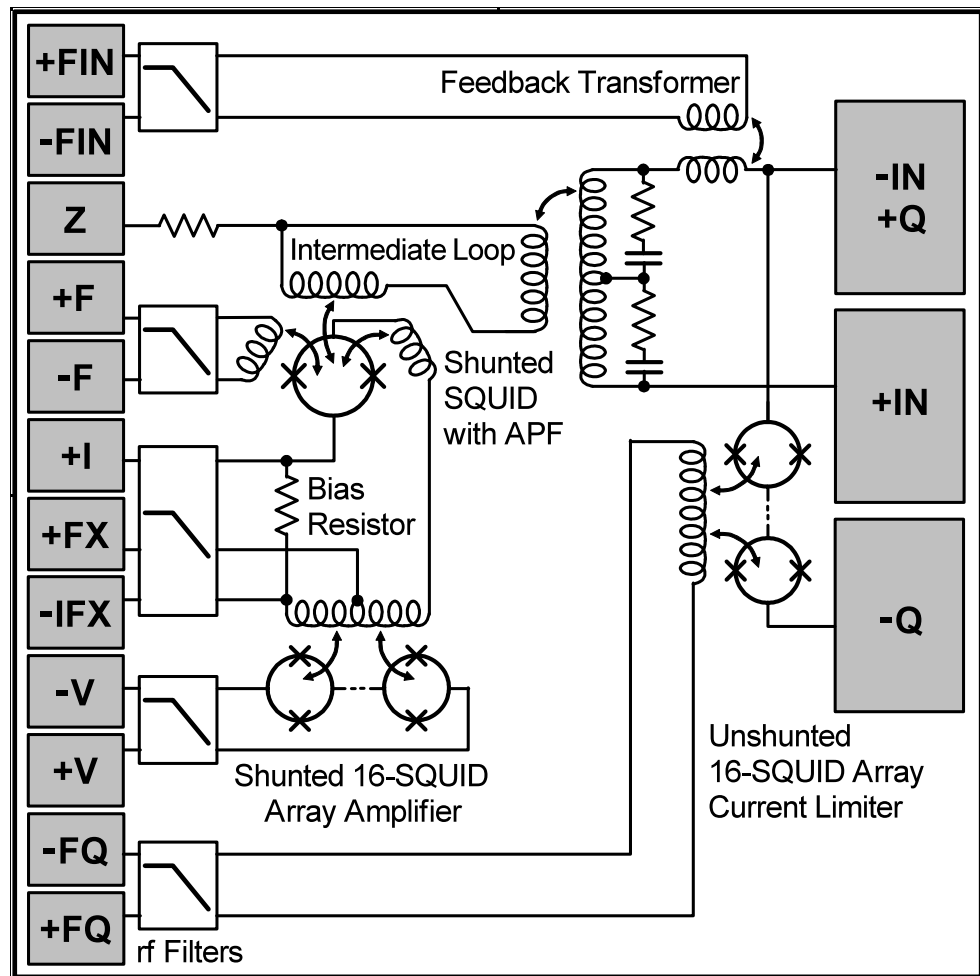 +FIN
-FIN
Z
+F
-F
+I
+FX
-IFX
-V
+V
-FQ
+FQ
rf Filters
Feedback Transformer
Intermediate Loop
Shunted
SQUID
with APF
Bias
Resistor
Shunted 16-SQUID
Array Amplifier
-IN
+Q
+IN
-Q
Unshunted
16-SQUID Array
Current Limiter